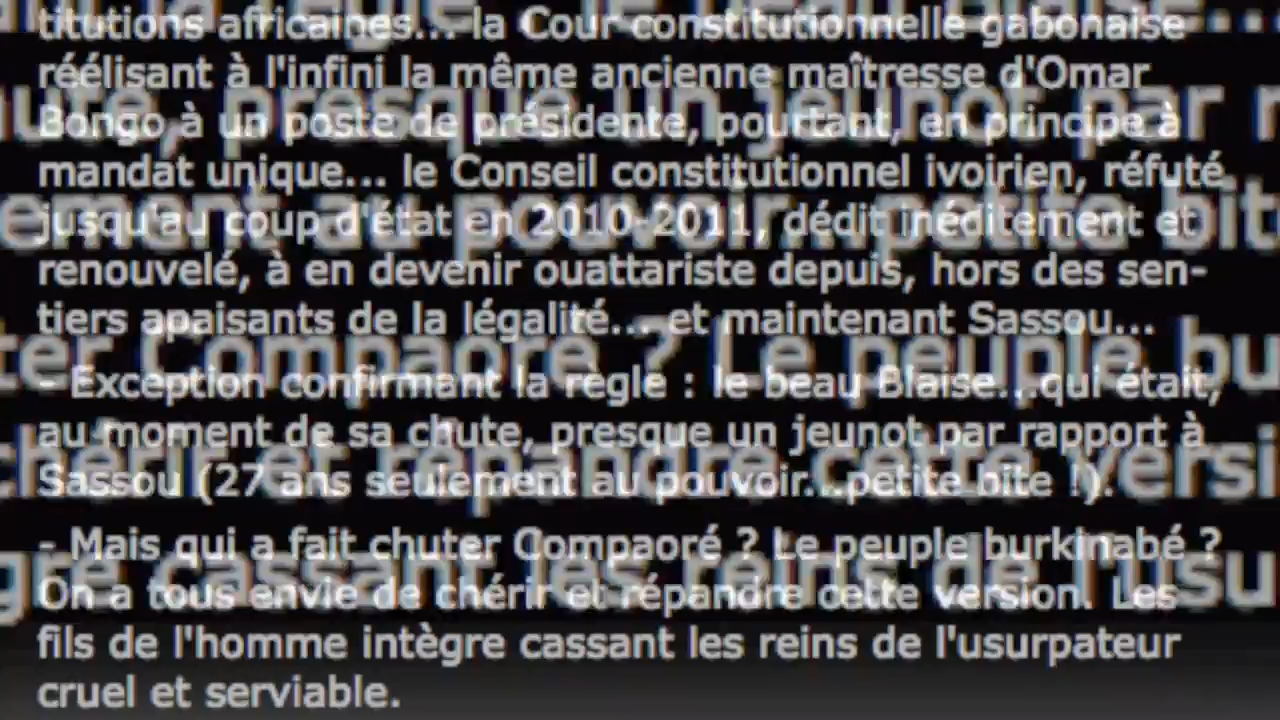 titutions africaines... la Cour constitutionnelle gabonaise
réélisant à l'infini la même ancienne maîtresse d'Omar
Bongo à un poste de présidente, pourtant, en principe à
mandat unique... le Conseil constitutionnel ivoirien, réfuté
jusqu'au coup d'état en 2010-2011, dédit inéditement et
renouvelé, à en devenir ouattariste depuis, hors des sen-
tiers apaisants de la légalité... et maintenant Sassou...
- Exception confirmant la règle : le beau Blaise...qui était,
au moment de sa chute, presque un jeunot par rapport à
Sassou (27 ans seulement au pouvoir...petite bite !).
- Mais qui a fait chuter Compaoré ? Le peuple burkinabé ?
On a tous envie de chérir et répandre cette version. Les
fils de l'homme intègre cassant les reins de l'usurpateur
cruel et serviable.